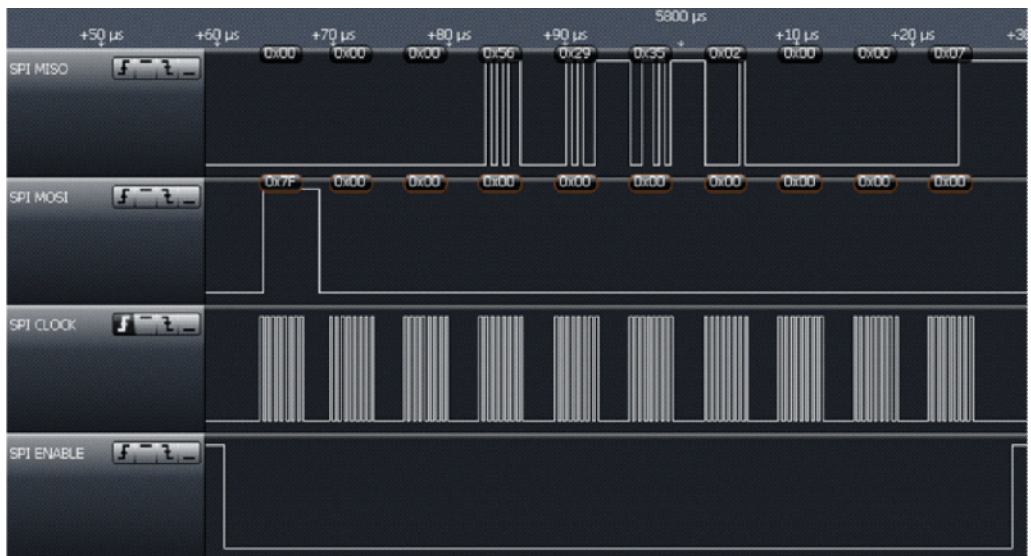 5800 µs
+50 µs +60 µs +70 µs +80 µs +90 µs +10 µs +20 µs
SPI MISO 0x00 0x00 0x00 0x56 0x29 0x35 0x02 0x00 0x00 0x07
SPI MOSI 0x7F 0x00 0x00 0x00 0x00 0x00 0x00 0x00 0x00 0x00
SPI CLOCK
SPI ENABLE